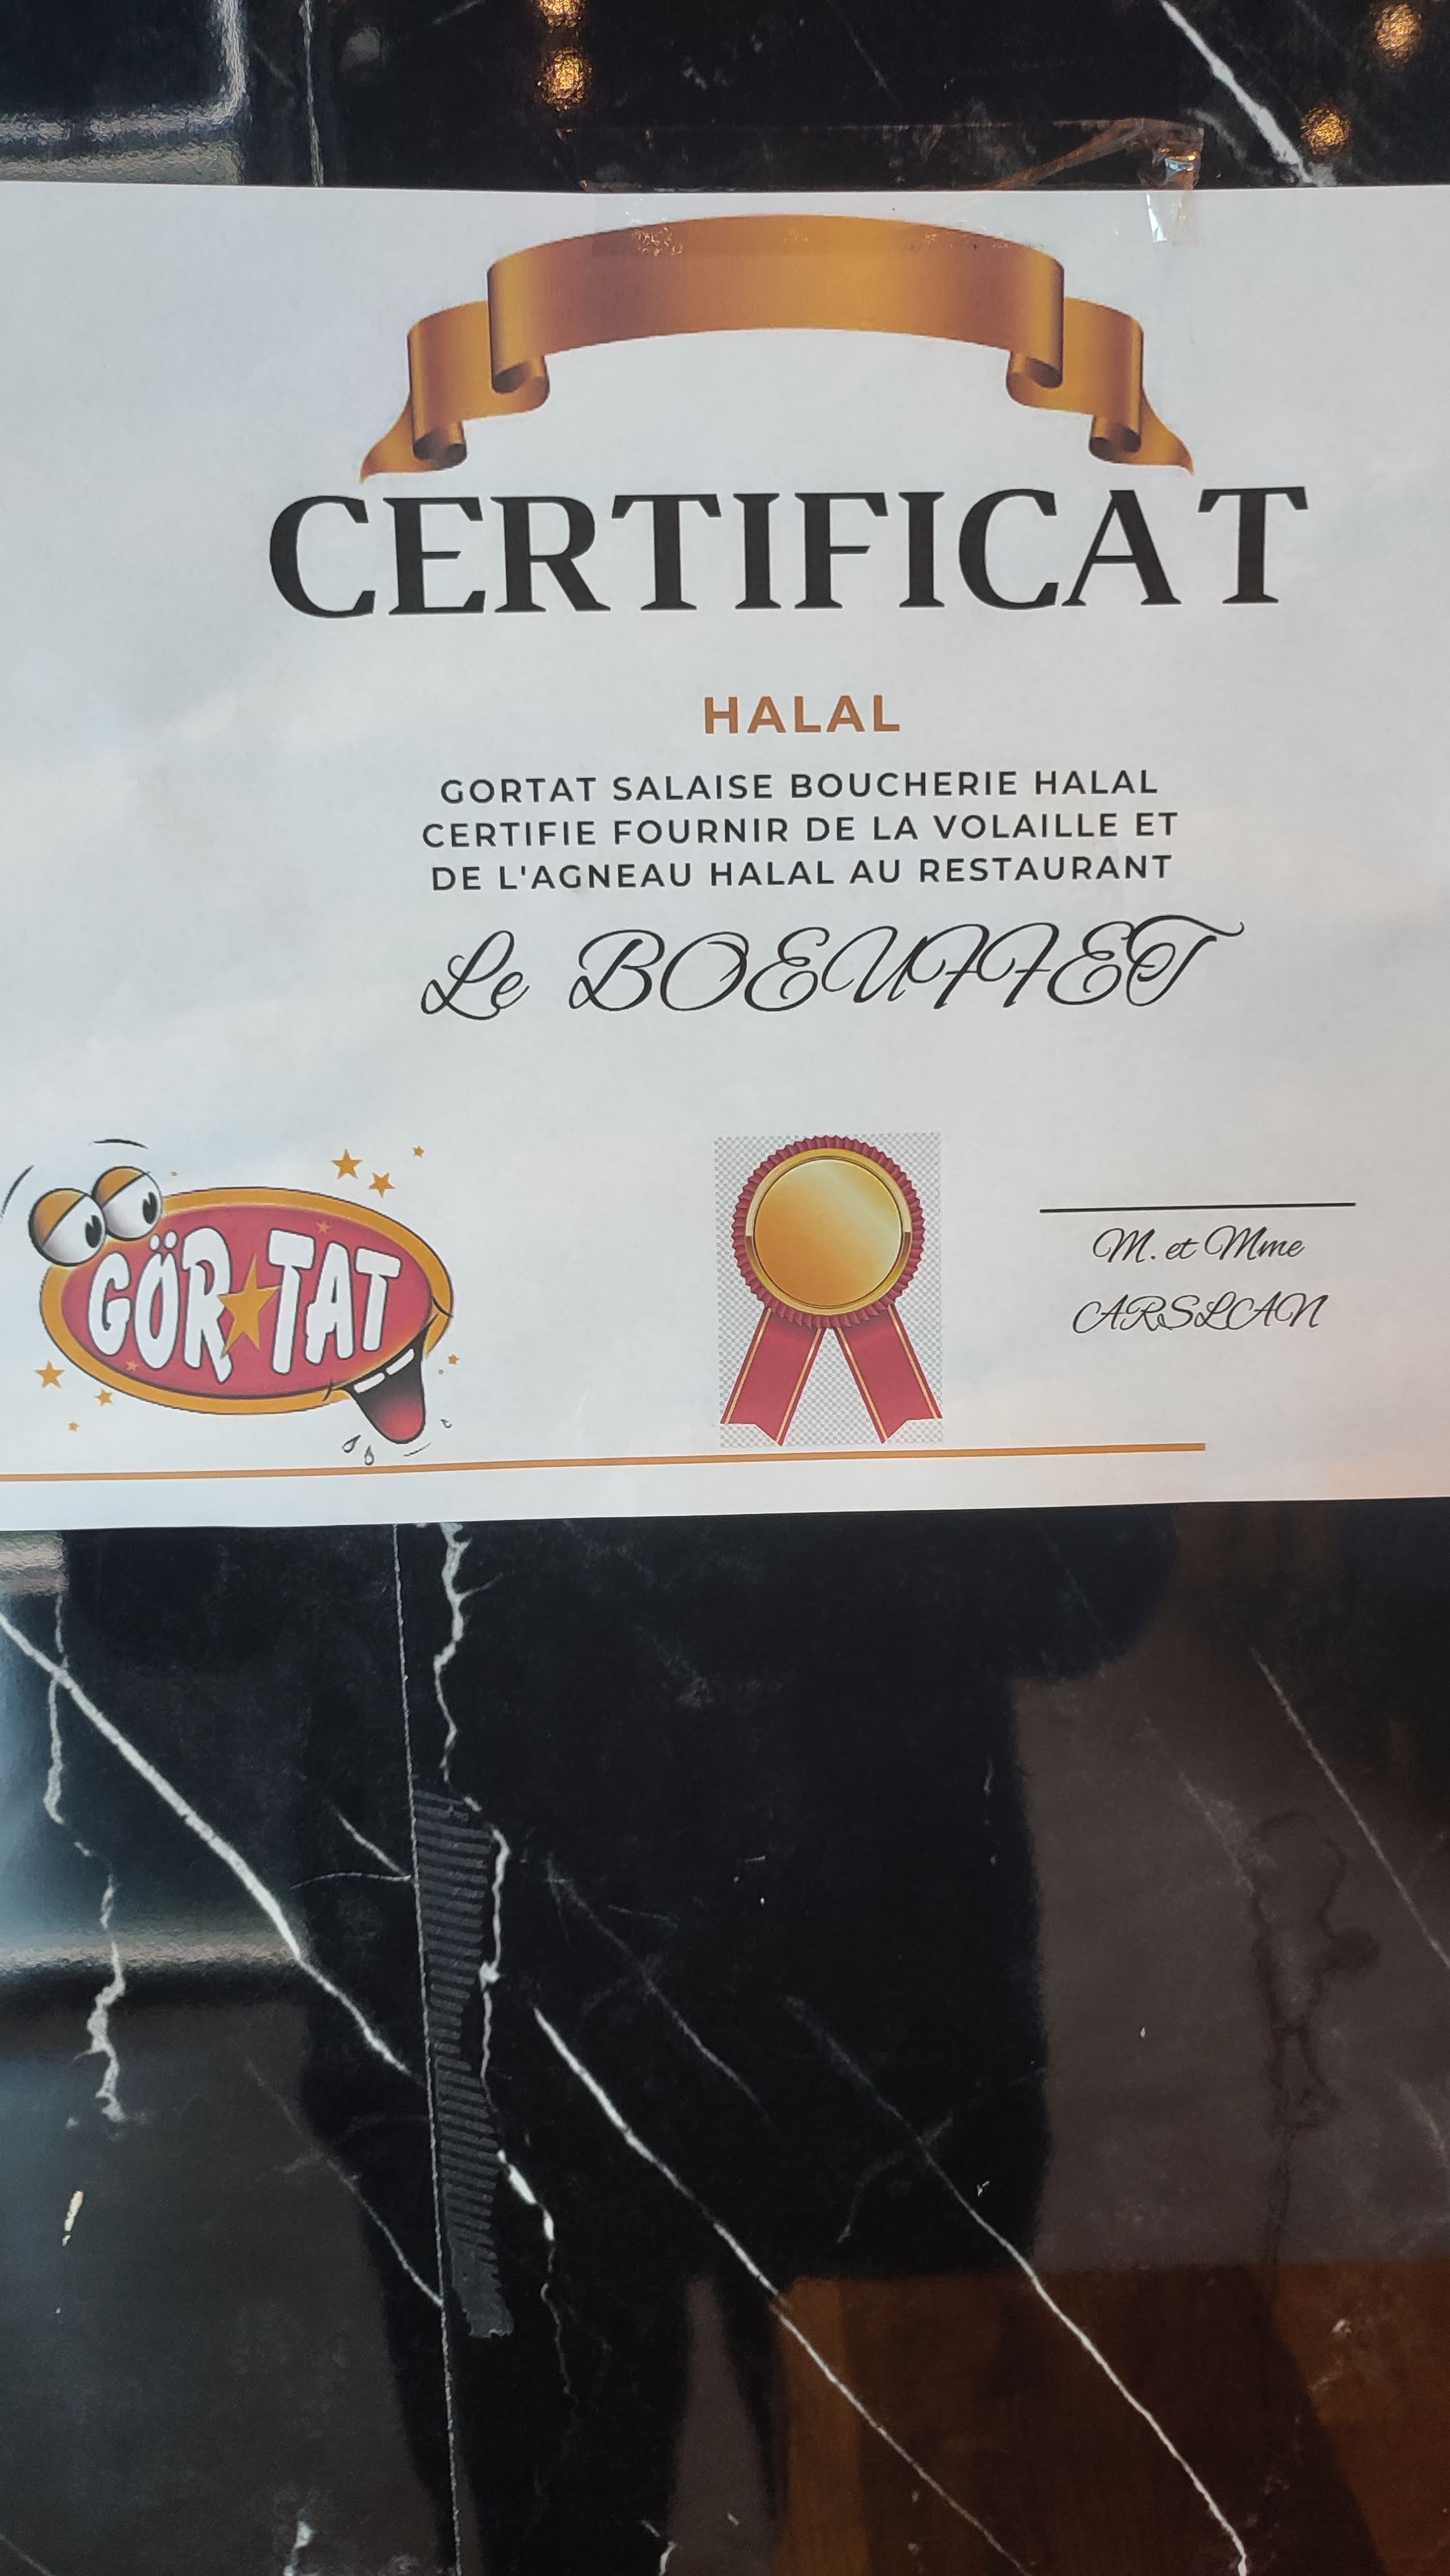 CERTIFICAT
HALAL
GORTAT SALAISE BOUCHERIE HALAL
CERTIFIE FOURNIR DE LA VOLAILLE ET
DE L'AGNEAU HALAL AU RESTAURANT
Le BOEUFFET
GÖR TAT
M. et Mme
ARSLAN